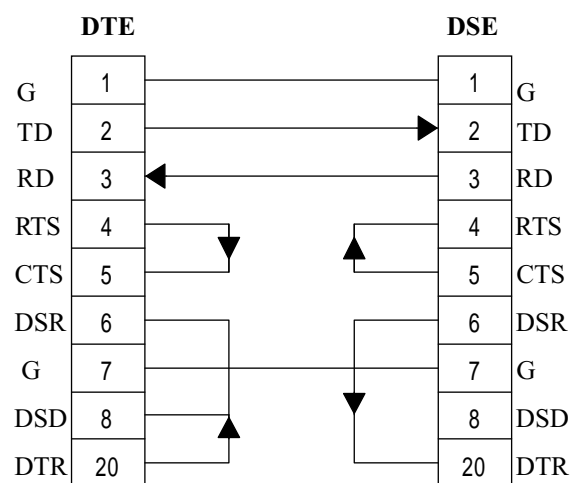 DTE DSE
G 1 1 G
TD 2 2 TD
RD 3 3 RD
RTS 4 4 RTS
CTS 5 5 CTS
DSR 6 6 DSR
G 7 7 G
DSD 8 8 DSD
DTR 20 20 DTR